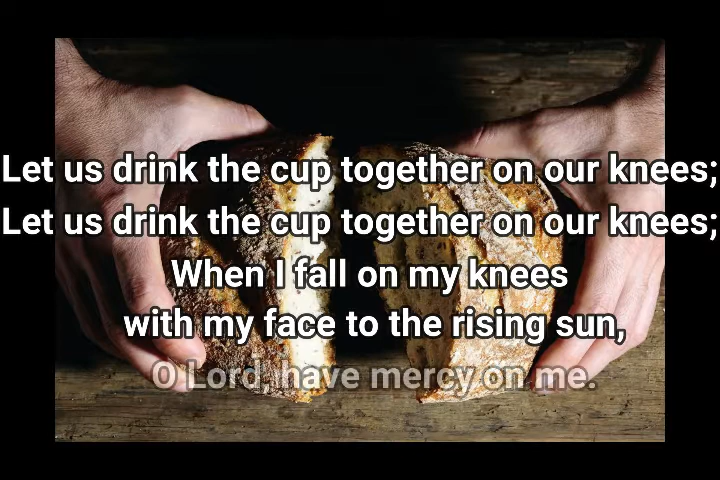 Let us drink the cup together on our knees;
Let us drink the cup together on our knees;
When I fall on my knees
with my face to the rising sun,
O Lord, have mercy on me.